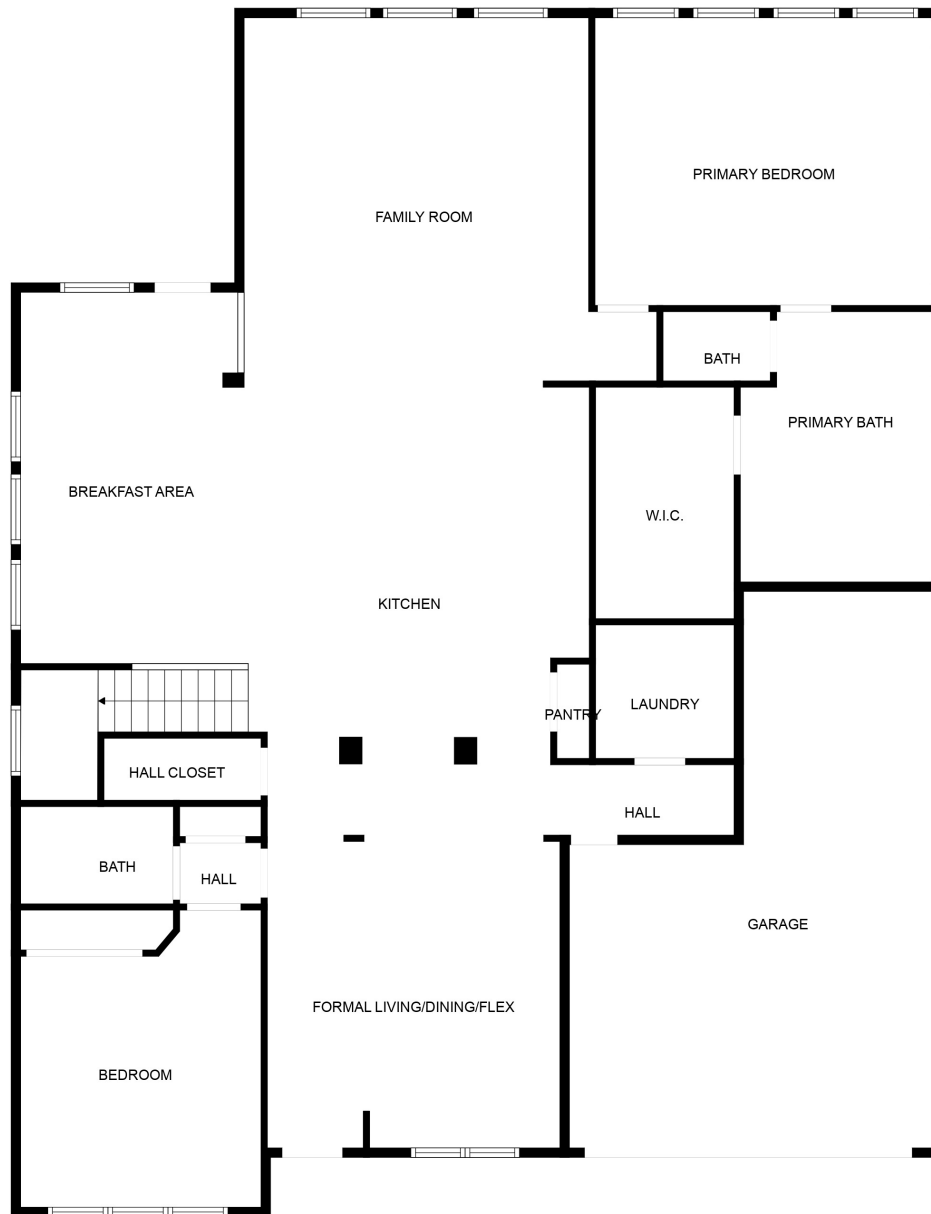 PRIMARY BEDROOM
FAMILY ROOM
BATH
PRIMARY BATH
BREAKFAST AREA
W.I.C.
KITCHEN
PANTRY
LAUNDRY
HALL CLOSET
HALL
BATH
HALL
GARAGE
FORMAL LIVING/DINING/FLEX
BEDROOM